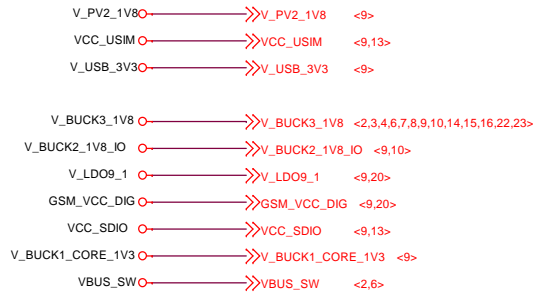 V_PV2_1V8 V_PV2_1V8 <9>
VCC_USIM VCC_USIM <9,13>
V_USB_3V3 V_USB_3V3 <9>
V_BUCK3_1V8 V_BUCK3_1V8 <2,3,4,6,7,8,9,10,14,15,16,22,23>
V_BUCK2_1V8_IO V_BUCK2_1V8_IO <9,10>
V_LDO9_1 V_LDO9_1 <9,20>
GSM_VCC_DIG GSM_VCC_DIG <9,20>
VCC_SDIO VCC_SDIO <9,13>
V_BUCK1_CORE_1V3 V_BUCK1_CORE_1V3 <9>
VBUS_SW VBUS_SW <2,6>